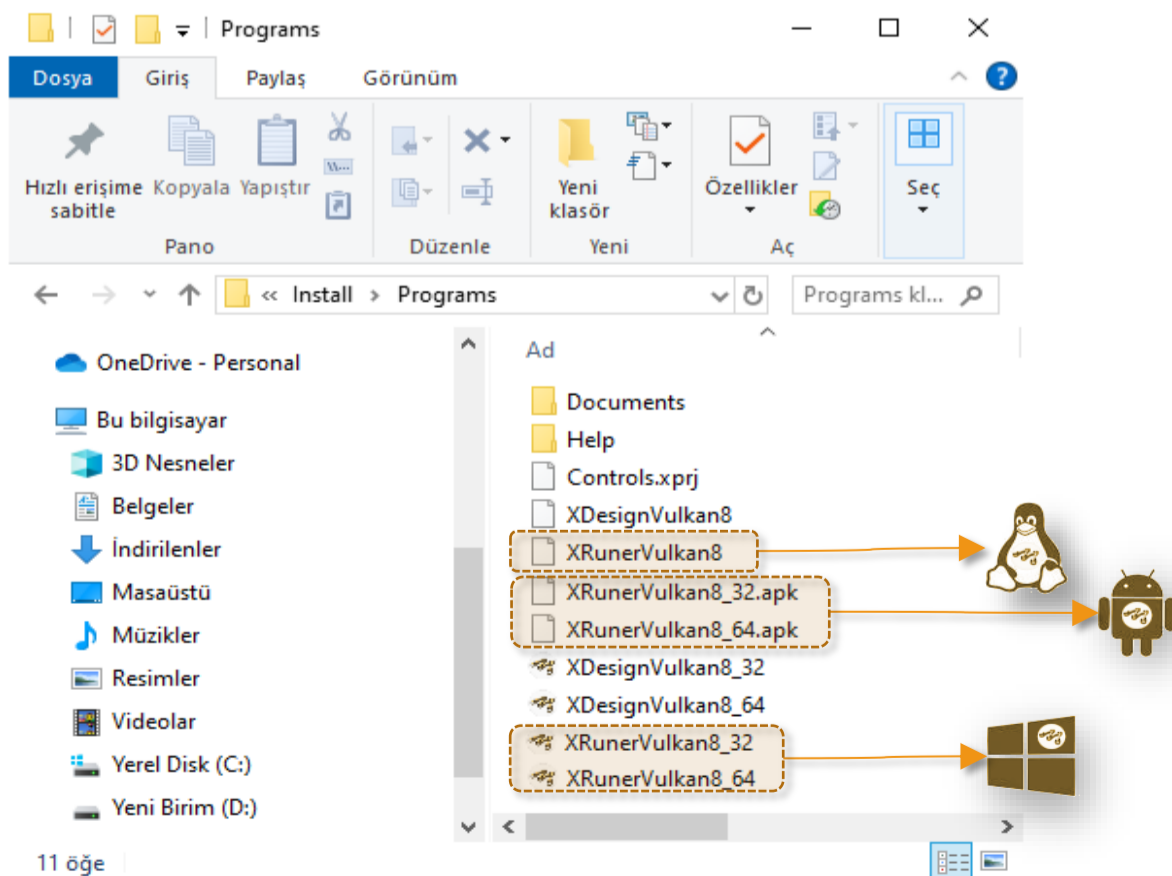 Programs
Dosya Giriş Paylaş Görünüm
Hızlı erişime sabitle
Kopyala
Yapıştır
Yeni klasör
Özellikler
Seç
Pano Düzenle Yeni Aç
« Install > Programs
Programs kl...
OneDrive - Personal
Bu bilgisayar
3D Nesneler
Belgeler
İndirilenler
Masaüstü
Müzikler
Resimler
Videolar
Yerel Disk (C:)
Yeni Birim (D:)
Ad
Documents
Help
Controls.xprj
XDesignVulkan8
XRunerVulkan8
XRunerVulkan8_32.apk
XRunerVulkan8_64.apk
XDesignVulkan8_32
XDesignVulkan8_64
XRunerVulkan8_32
XRunerVulkan8_64
11 öğe